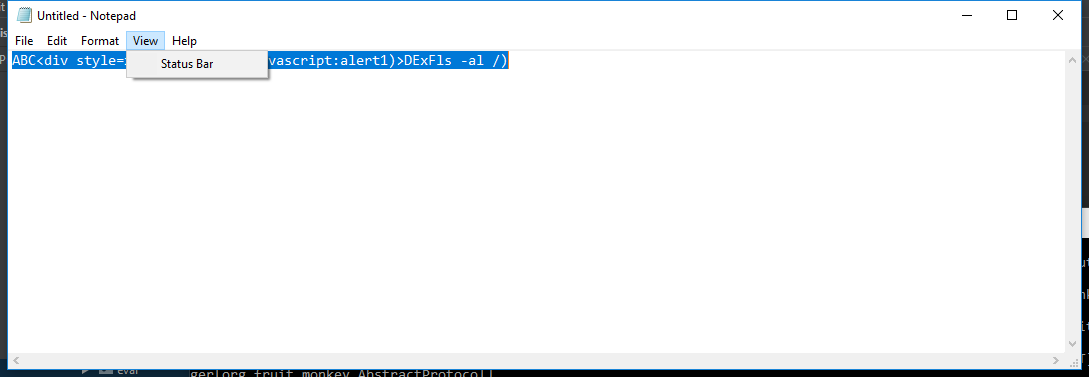 Untitled - Notepad
File Edit Format View Help
ABC<div style= vascript:alert1)>DExFls -al /)
Status Bar
eval
ger[org.fruit.monkey.AbstractProtocol]